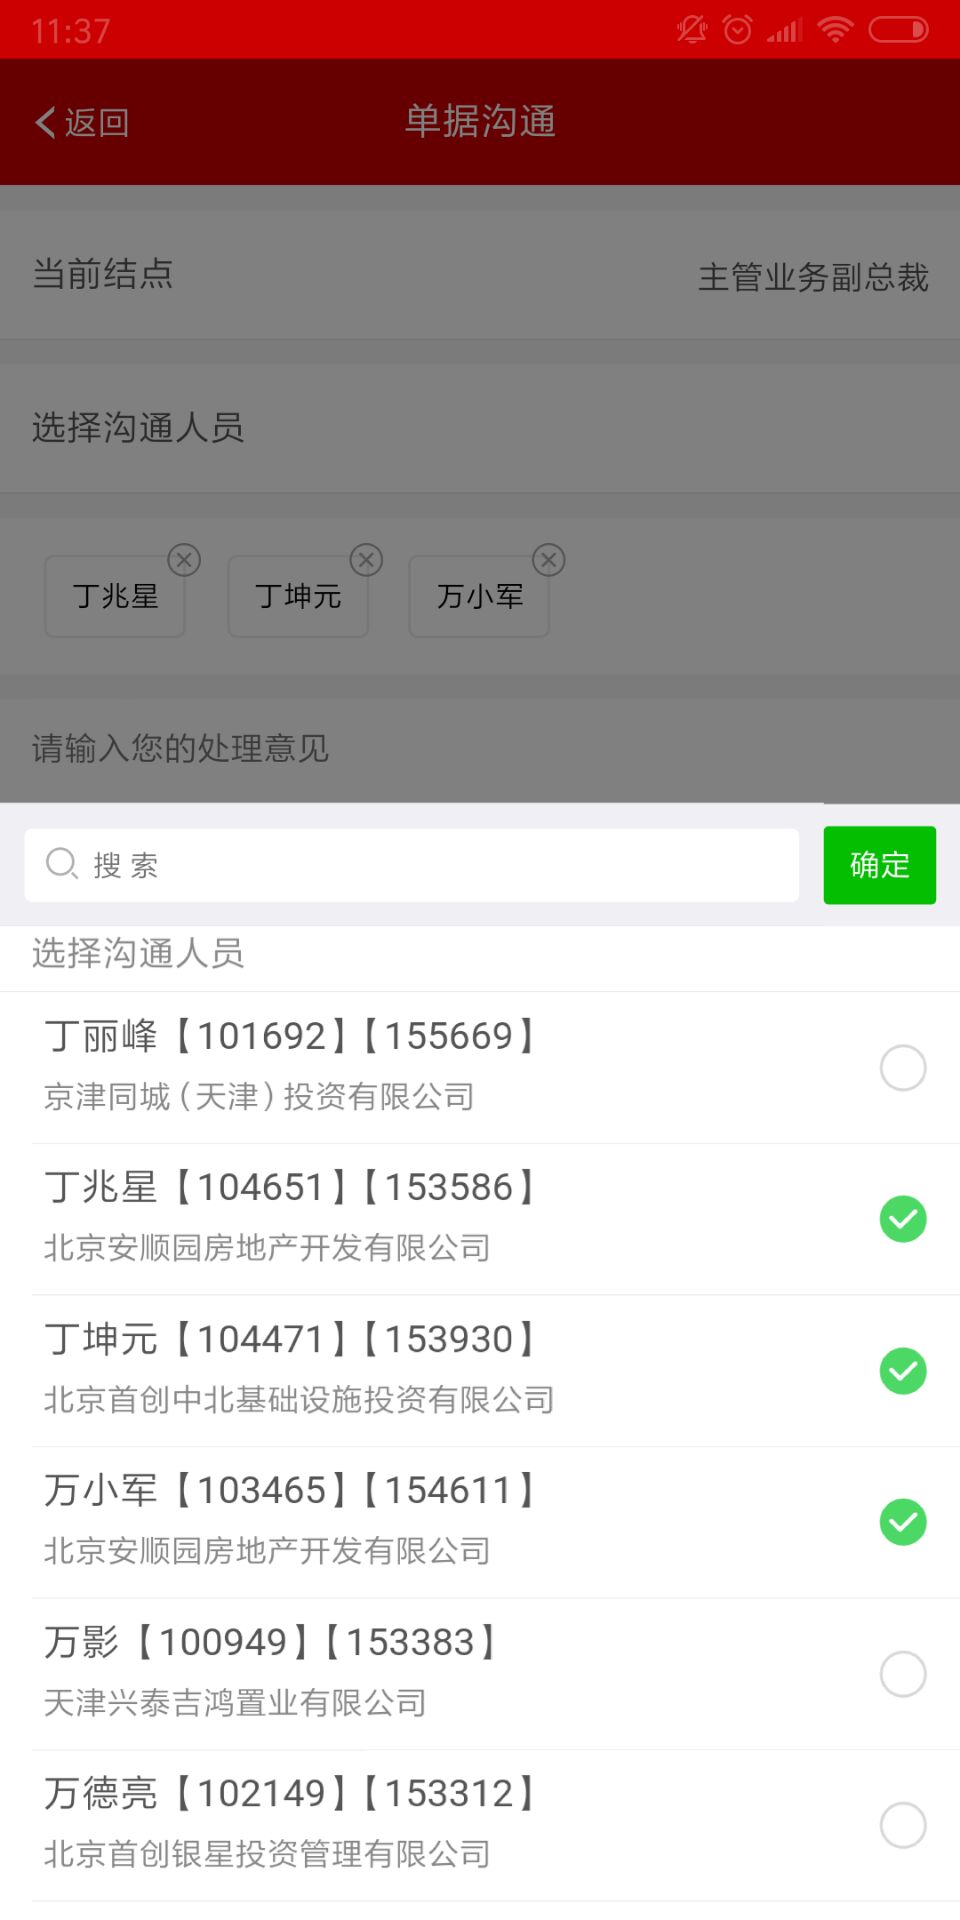 11:37
返回
单据沟通
当前结点
主管业务副总裁
选择沟通人员
丁兆星
丁坤元
万小军
请输入您的处理意见
搜 索
确定
选择沟通人员
丁丽峰【101692】【155669】
京津同城(天津)投资有限公司
丁兆星【104651】【153586】
北京安顺园房地产开发有限公司
丁坤元【104471】【153930】
北京首创中北基础设施投资有限公司
万小军【103465】【154611】
北京安顺园房地产开发有限公司
万影【100949】【153383】
天津兴泰吉鸿置业有限公司
万德亮【102149】【153312】
北京首创银星投资管理有限公司